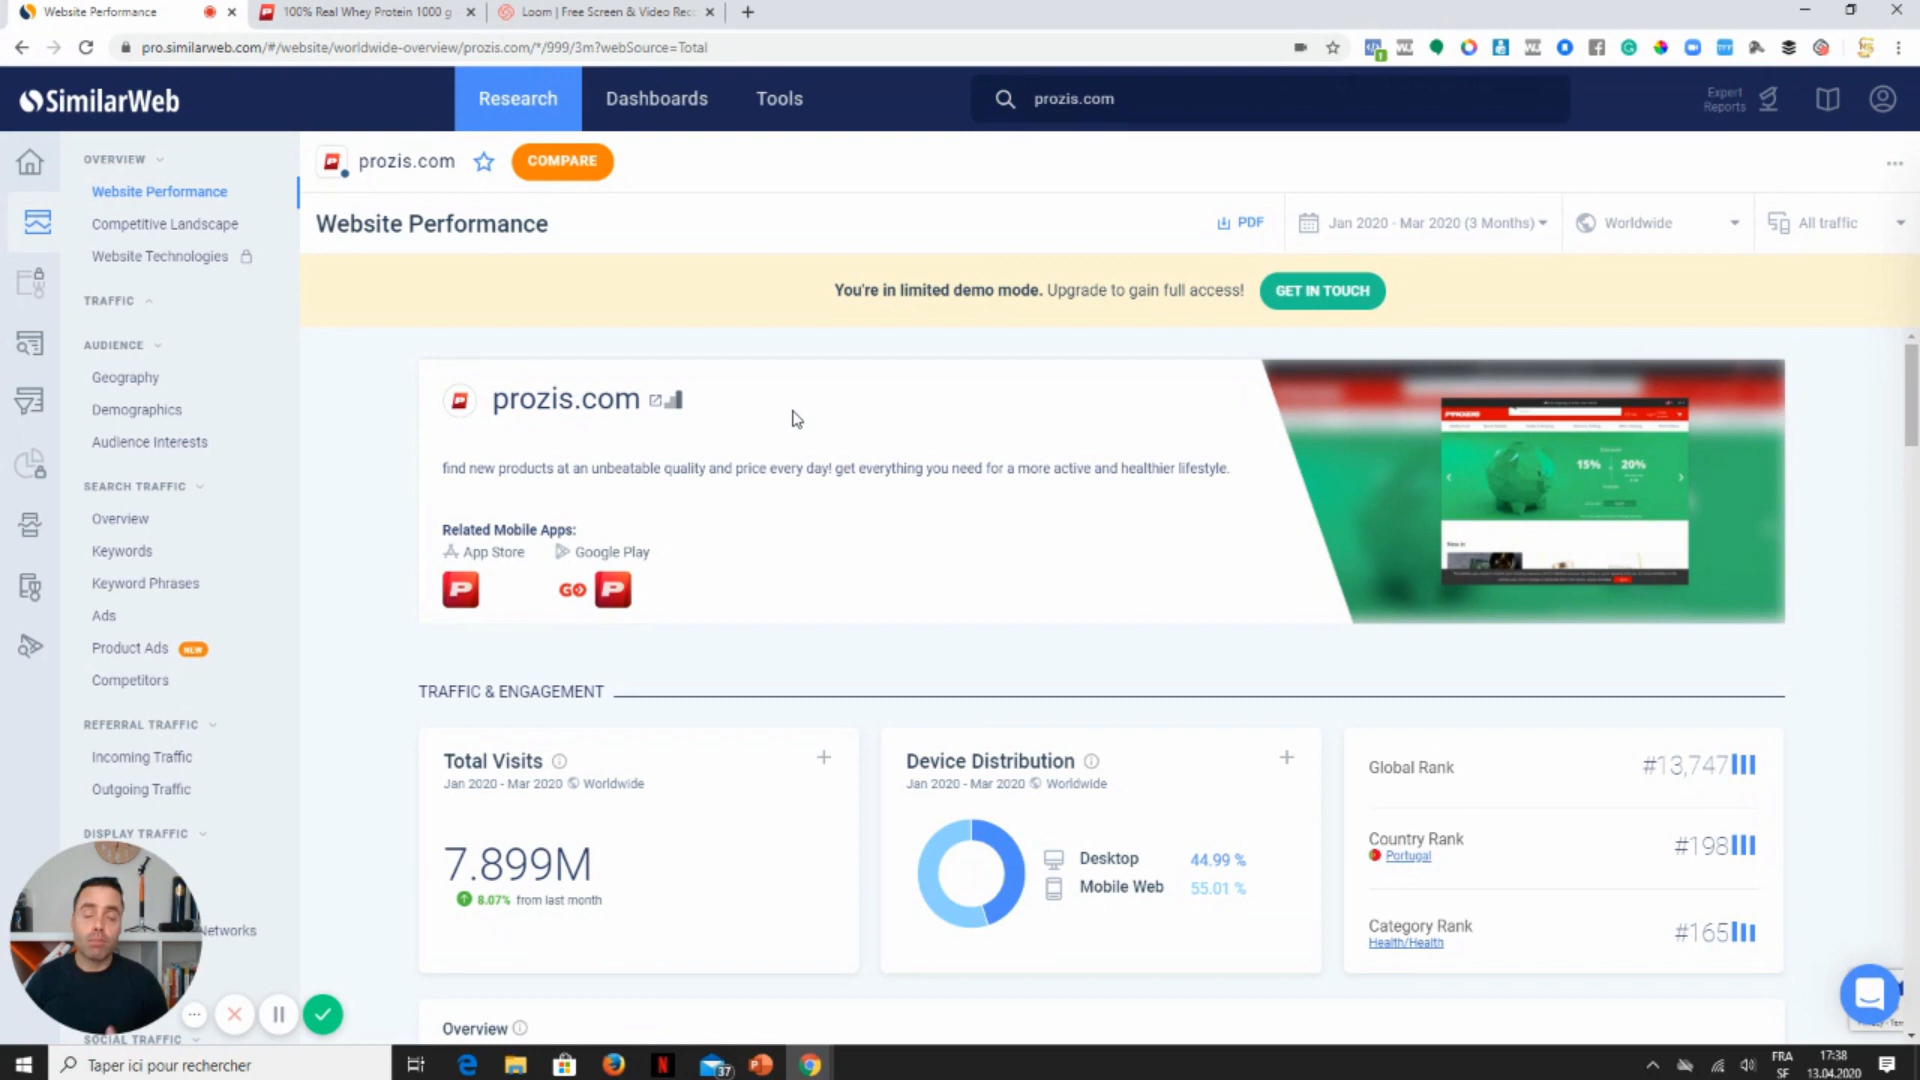 Website Performance
100% Real Whey Protein 1000 g
Loom | Free Screen & Video Rec
pro.similarweb.com/#/website/worldwide-overview/prozis.com/*/999/3m?webSource=Total
SimilarWeb
Research
Dashboards
Tools
prozis.com
Expert
Reports
OVERVIEW
Website Performance
Competitive Landscape
Website Technologies
TRAFFIC
AUDIENCE
Geography
Demographics
Audience Interests
SEARCH TRAFFIC
Overview
Keywords
Keyword Phrases
Ads
Product Ads NEW
Competitors
REFERRAL TRAFFIC
Incoming Traffic
Outgoing Traffic
DISPLAY TRAFFIC
Networks
SOCIAL TRAFFIC
prozis.com
COMPARE
Website Performance
PDF
Jan 2020 - Mar 2020 (3 Months)
Worldwide
All traffic
You're in limited demo mode. Upgrade to gain full access!
GET IN TOUCH
prozis.com
find new products at an unbeatable quality and price every day! get everything you need for a more active and healthier lifestyle.
Related Mobile Apps:
App Store
Google Play
GO
PROZIS
15%
20%
New in
TRAFFIC & ENGAGEMENT
Total Visits
Jan 2020 - Mar 2020 Worldwide
7.899M
8.07% from last month
Device Distribution
Jan 2020 - Mar 2020 Worldwide
Desktop 44.99 %
Mobile Web 55.01 %
Global Rank #13,747
Country Rank
Portugal
#198
Category Rank
Health/Health
#165
Overview
Taper ici pour rechercher
37
FRA
SF
17:38
13.04.2020